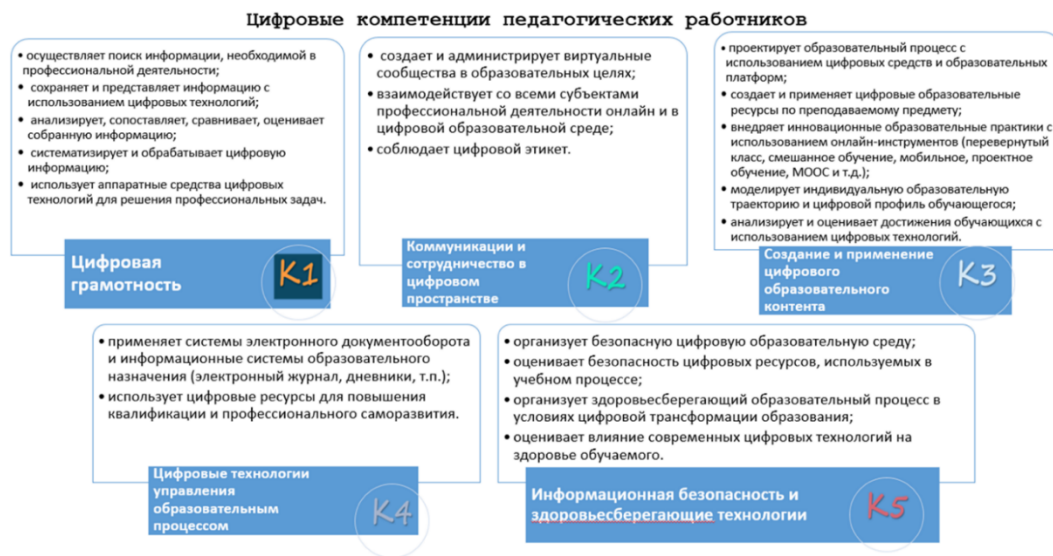 Цифровые компетенции педагогических работников
• осуществляет поиск информации, необходимой в
профессиональной деятельности;
• сохраняет и представляет информацию с
использованием цифровых технологий;
• анализирует, сопоставляет, сравнивает, оценивает
собранную информацию;
• систематизирует и обрабатывает цифровую
информацию;
• использует аппаратные средства цифровых
технологий для решения профессиональных задач.
Цифровая
грамотность
K1
• создает и администрирует виртуальные
сообщества в образовательных целях;
• взаимодействует со всеми субъектами
профессиональной деятельности онлайн и в
цифровой образовательной среде;
• соблюдает цифровой этикет.
Коммуникации и
сотрудничество в
цифровом
пространстве
K2
• проектирует образовательный процесс с
использованием цифровых средств и образовательных
платформ;
• создает и применяет цифровые образовательные
ресурсы по преподаваемому предмету;
• внедряет инновационные образовательные практики с
использованием онлайн-инструментов (перевернутый
класс, смешанное обучение, мобильное, проектное
обучение, МООС и т.д.);
• моделирует индивидуальную образовательную
траекторию и цифровой профиль обучающегося;
• анализирует и оценивает достижения обучающихся с
использованием цифровых технологий.
Создание и применение
цифрового
образовательного
контента
K3
• применяет системы электронного документооборота
и информационные системы образовательного
назначения (электронный журнал, дневники, т.п.);
• использует цифровые ресурсы для повышения
квалификации и профессионального саморазвития.
Цифровые технологии
управления
образовательным
процессом
K4
• организует безопасную цифровую образовательную среду;
• оценивает безопасность цифровых ресурсов, используемых в
учебном процессе;
• организует здоровьесберегающий образовательный процесс в
условиях цифровой трансформации образования;
• оценивает влияние современных цифровых технологий на
здоровье обучаемого.
Информационная безопасность и
здоровьесберегающие технологии
K5